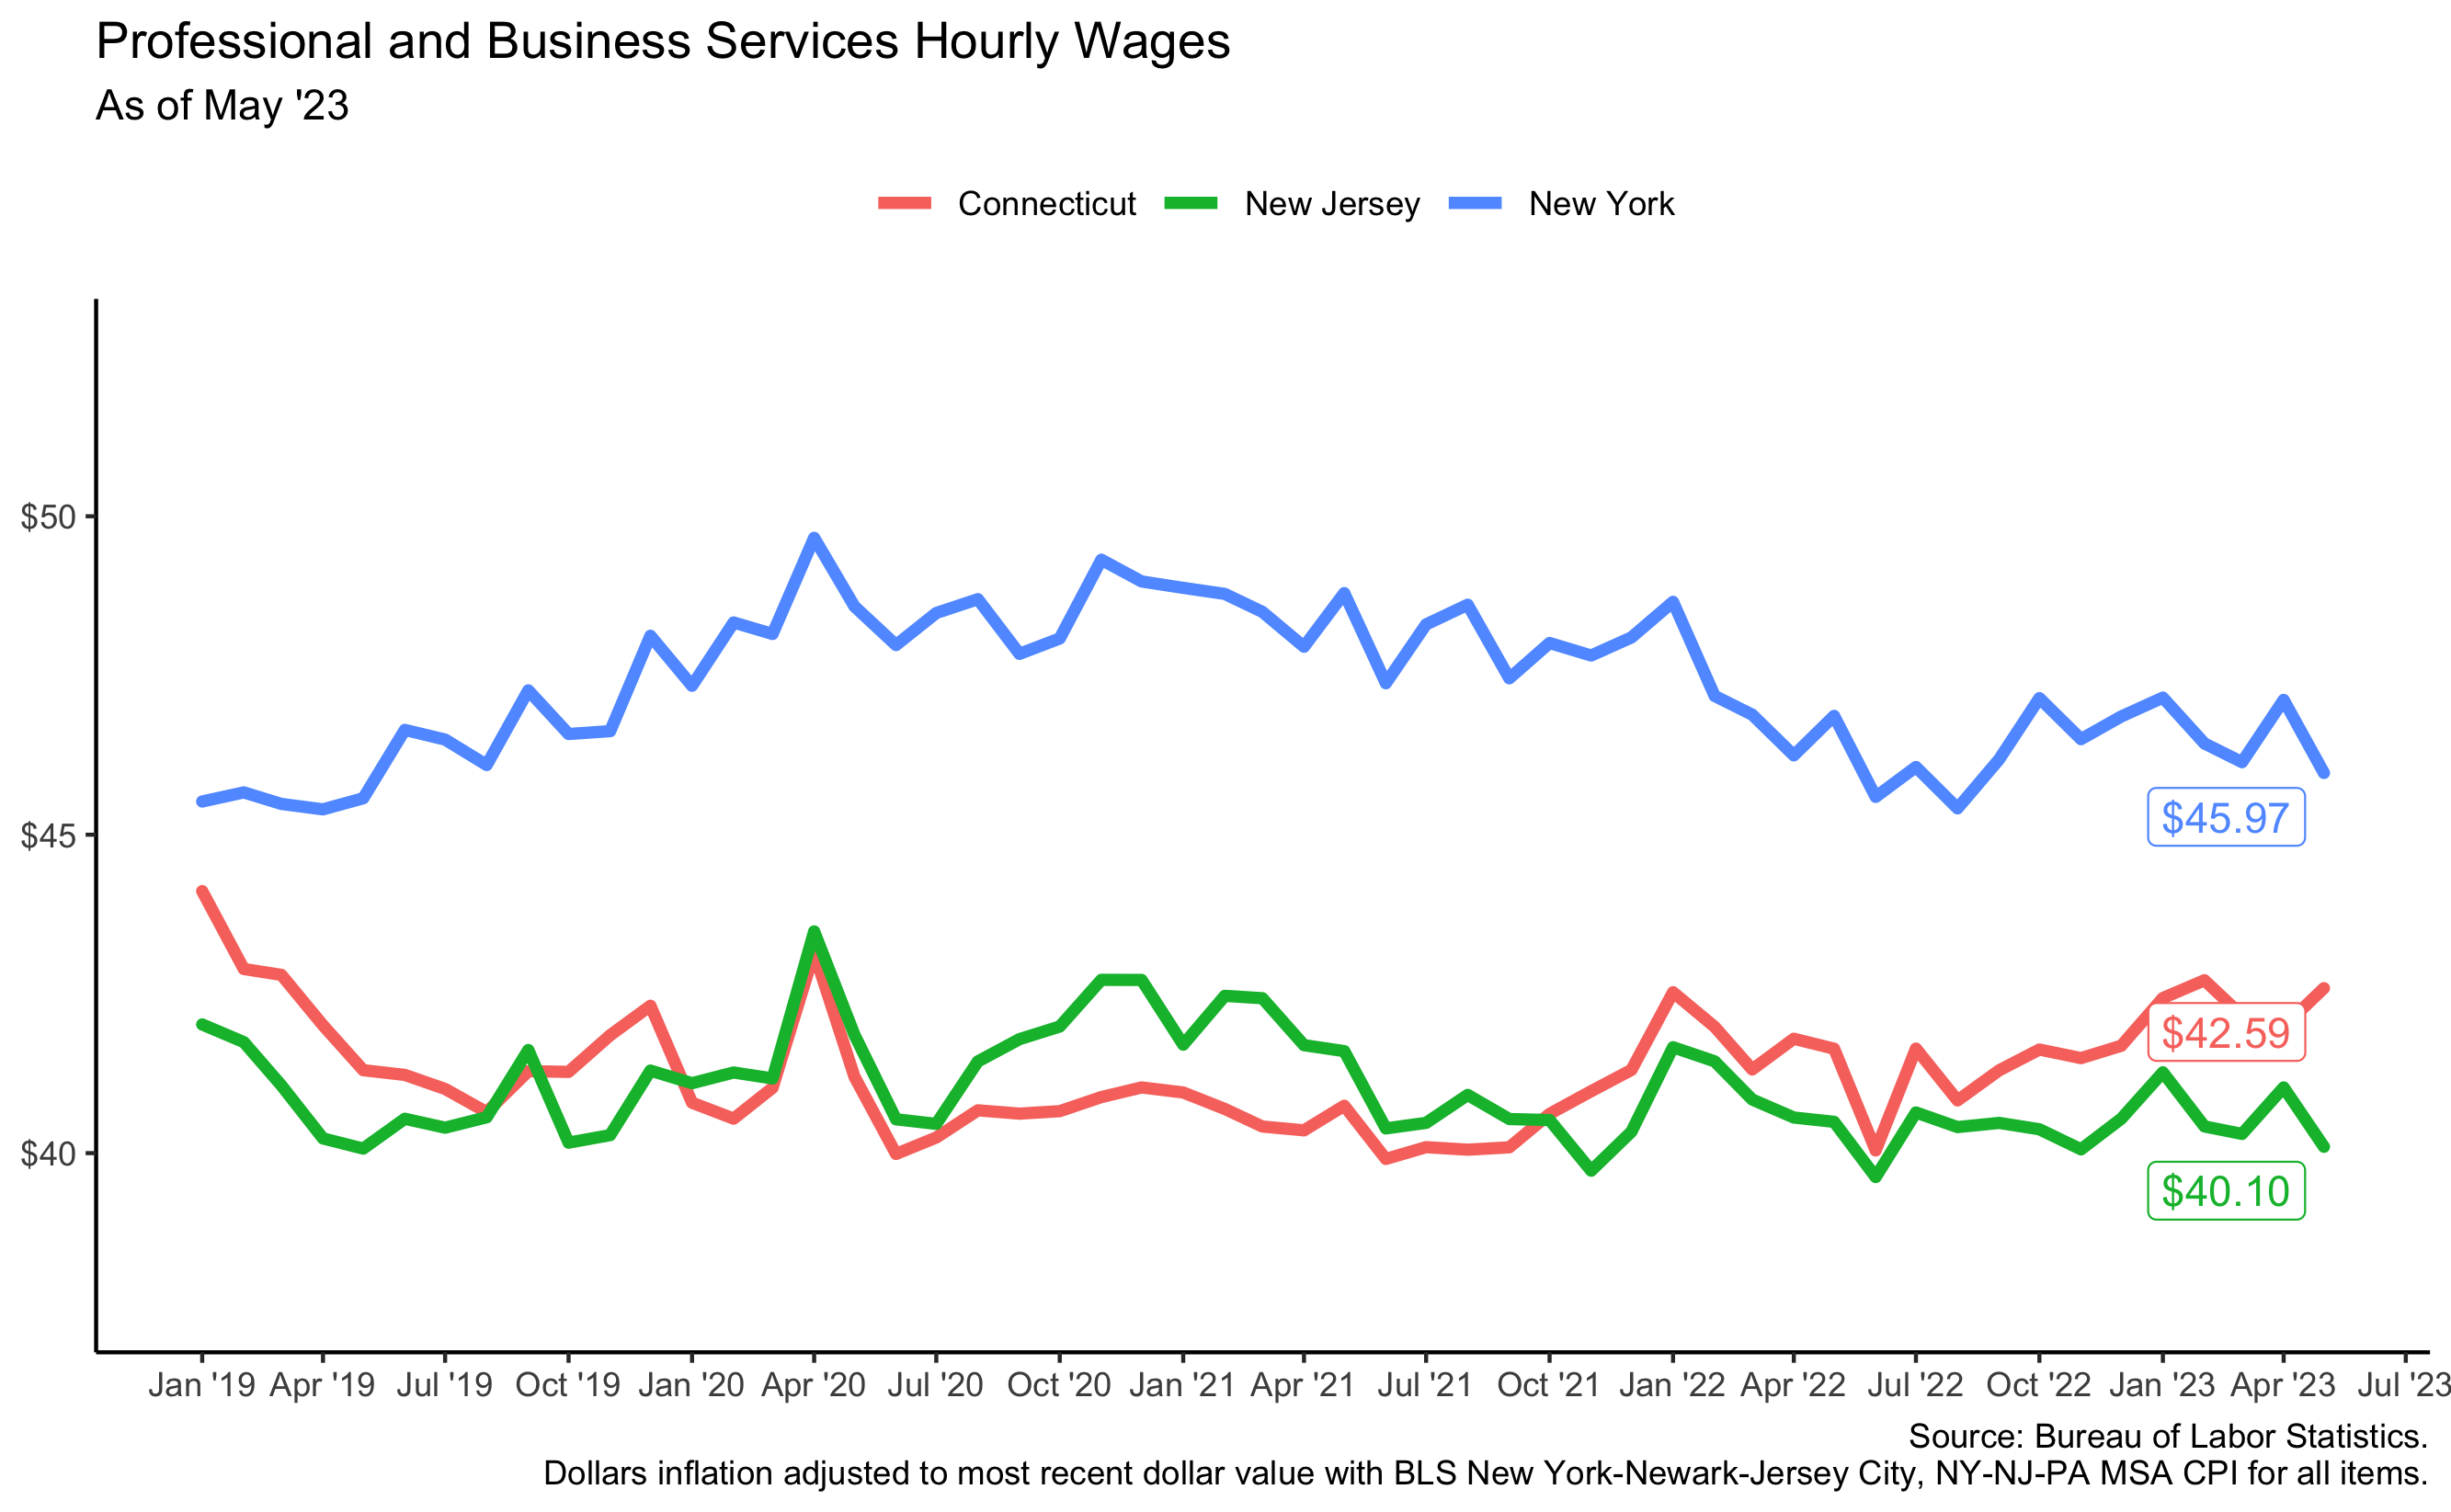 Professional and Business Services Hourly Wages
As of May '23
Connecticut New Jersey New York
$50
$45
$40
$45.97
$42.59
$40.10
Jan '19 Apr '19 Jul '19 Oct '19 Jan '20 Apr '20 Jul '20 Oct '20 Jan '21 Apr '21 Jul '21 Oct '21 Jan '22 Apr '22 Jul '22 Oct '22 Jan '23 Apr '23 Jul '23
Source: Bureau of Labor Statistics.
Dollars inflation adjusted to most recent dollar value with BLS New York-Newark-Jersey City, NY-NJ-PA MSA CPI for all items.